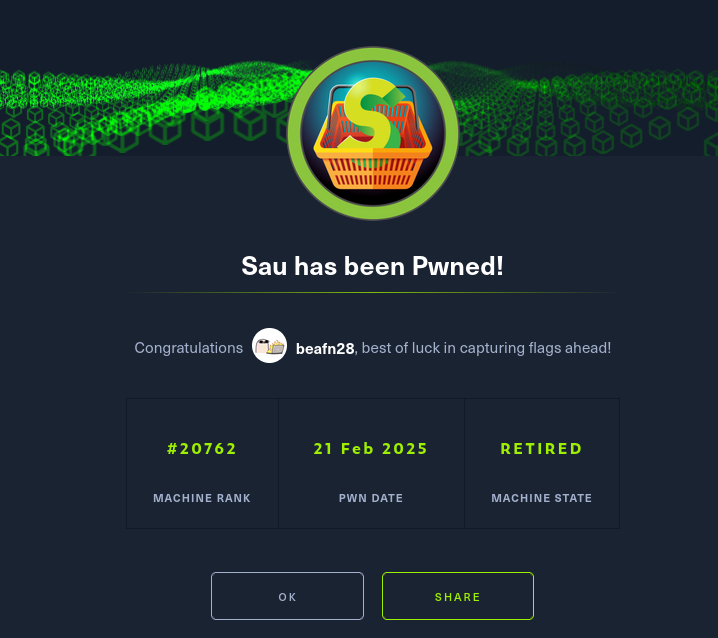 S
Sau has been Pwned!
Congratulations beafn28, best of luck in capturing flags ahead!
#20762 21 Feb 2025 RETIRED
MACHINE RANK PWN DATE MACHINE STATE
OK SHARE